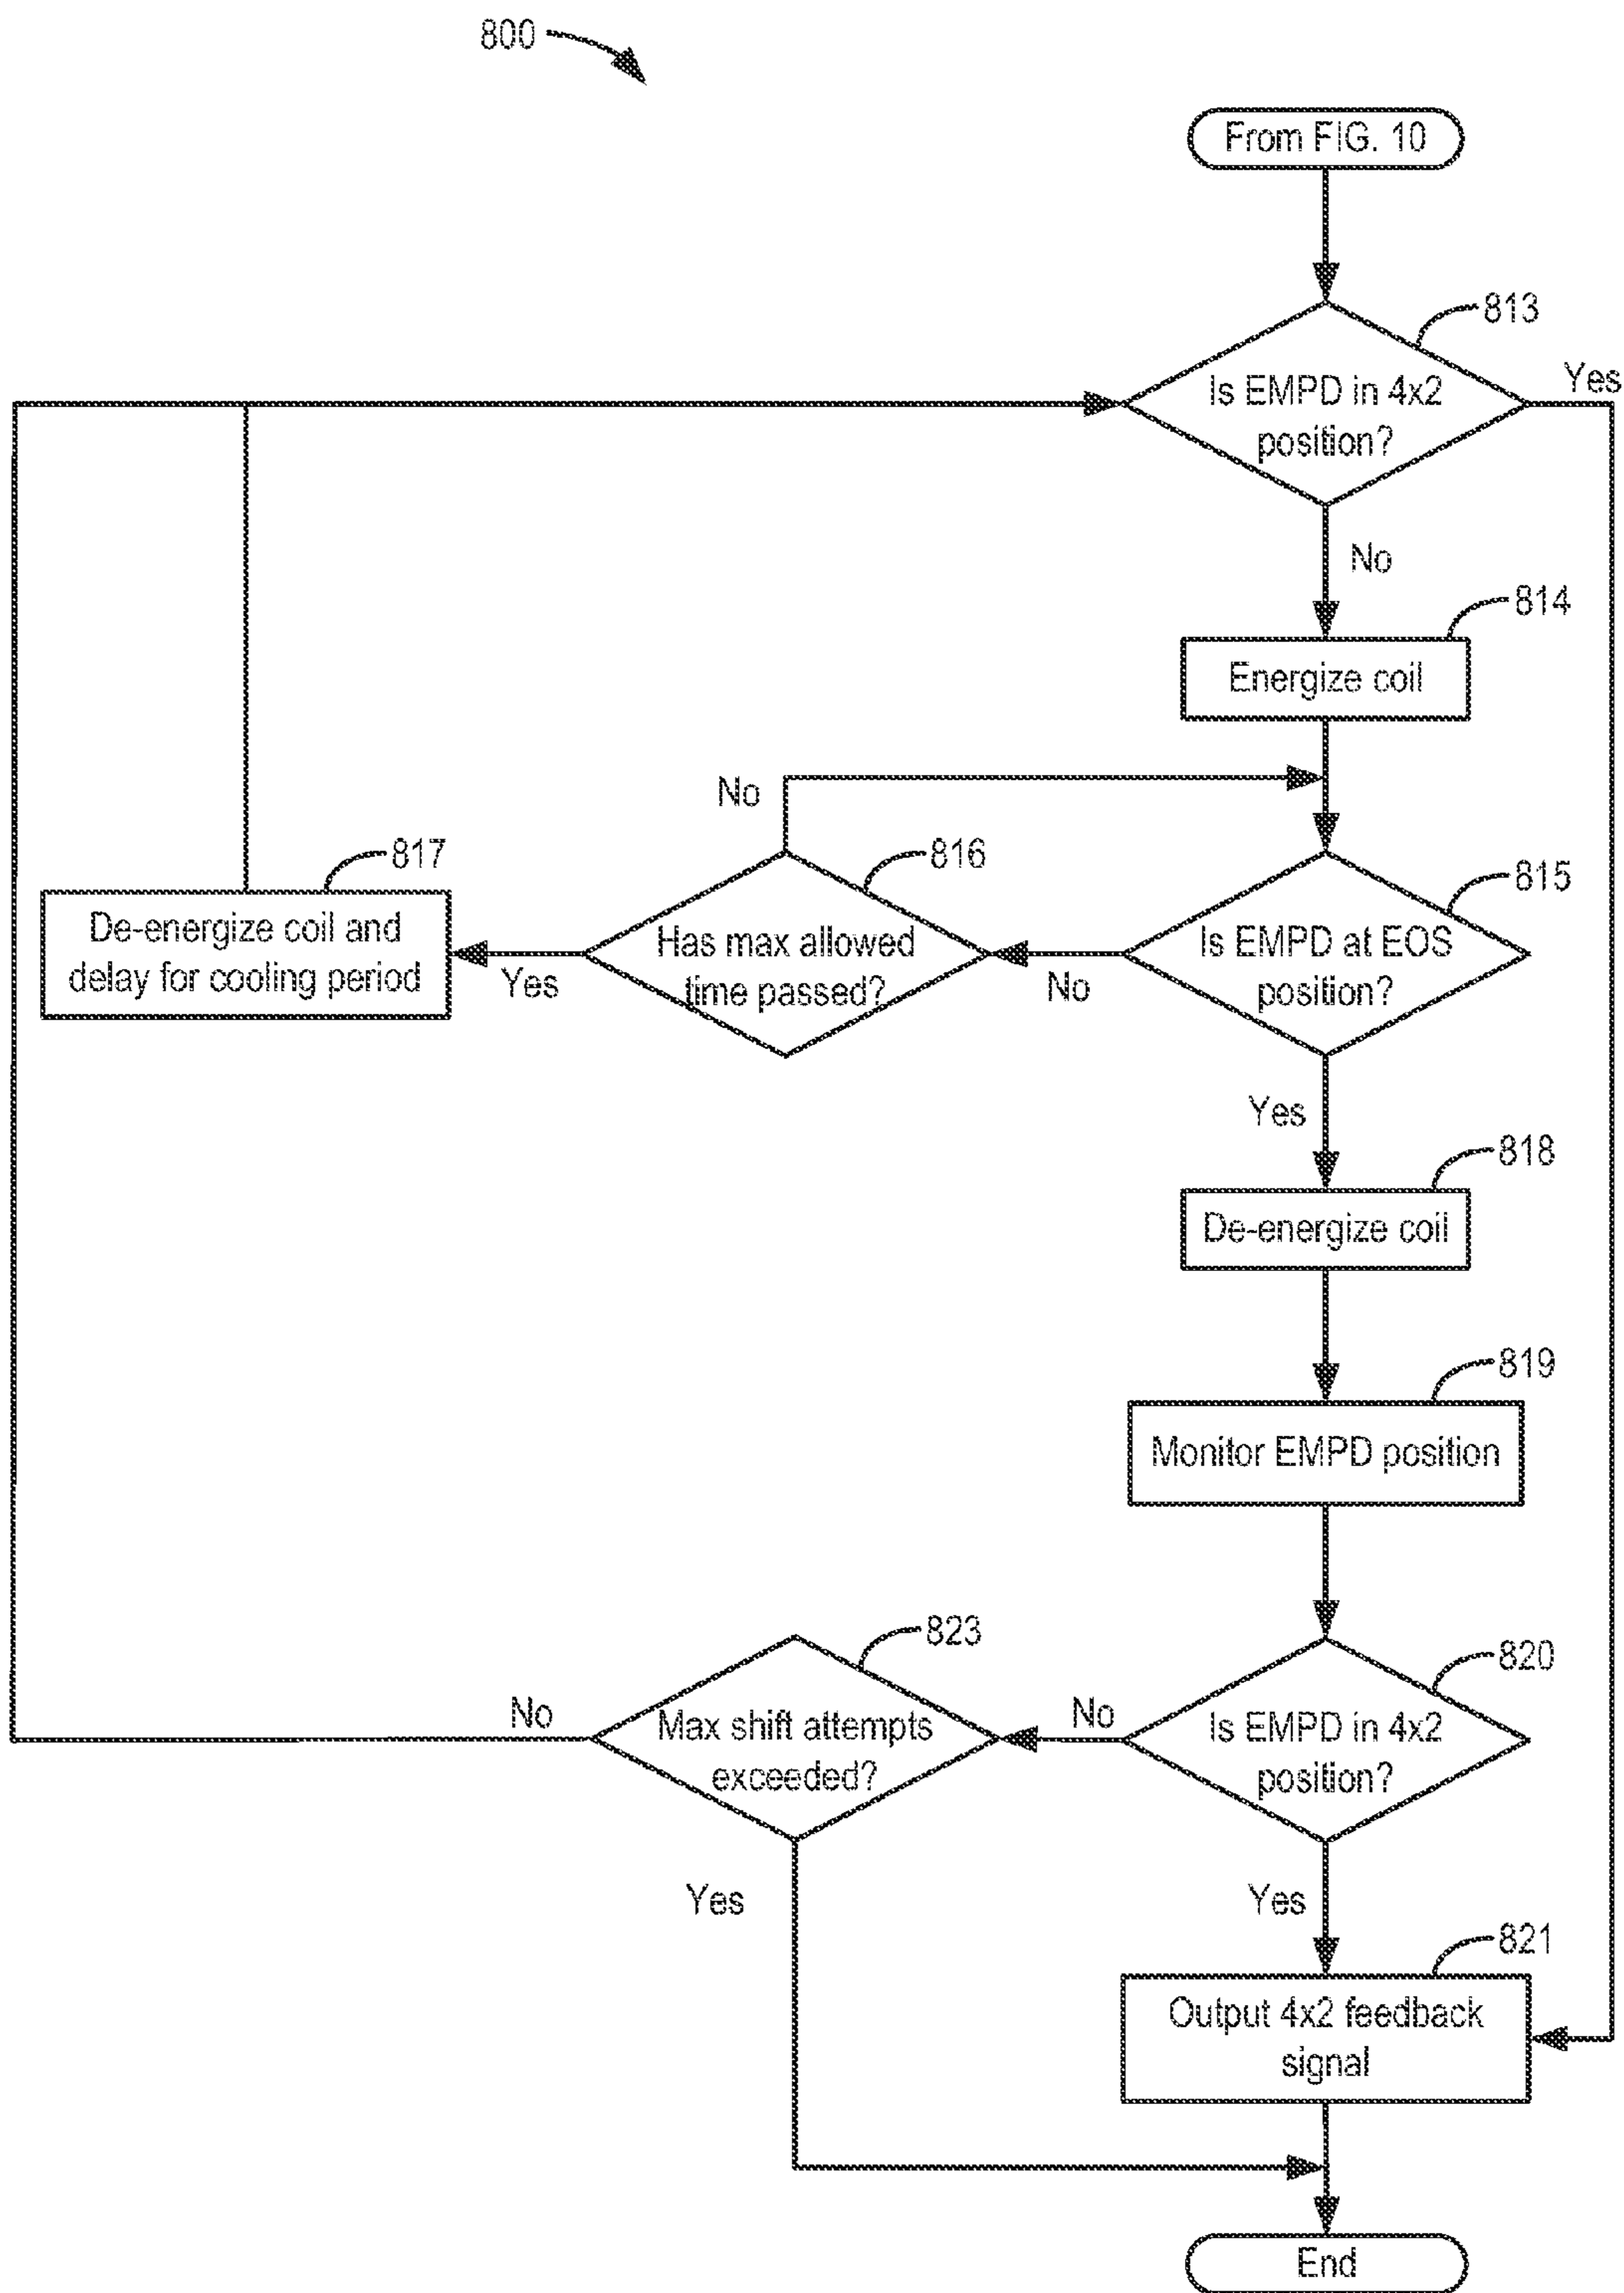 800
From FIG. 10
813
Is EMPD in 4x2
position?
Yes
No
814
Energize coil
No
817
De-energize coil and
delay for cooling period
Yes
816
Has max allowed
time passed?
No
815
Is EMPD at EOS
position?
Yes
818
De-energize coil
819
Monitor EMPD position
820
Is EMPD in 4x2
position?
No
823
Max shift attempts
exceeded?
No
Yes
Yes
821
Output 4x2 feedback
signal
End